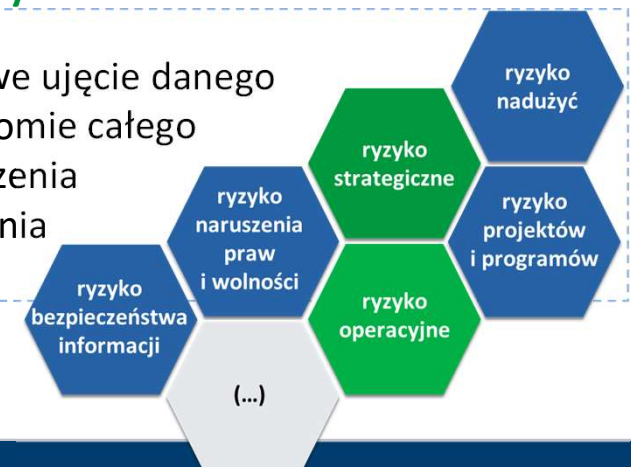 we ujęcie danego
omie całego
zenia
nia
ryzyko
nadużyć
ryzyko
strategiczne
ryzyko
naruszenia
praw
i wolności
ryzyko
projektów
i programów
ryzyko
bezpieczeństwa
informacji
ryzyko
operacyjne
(...)